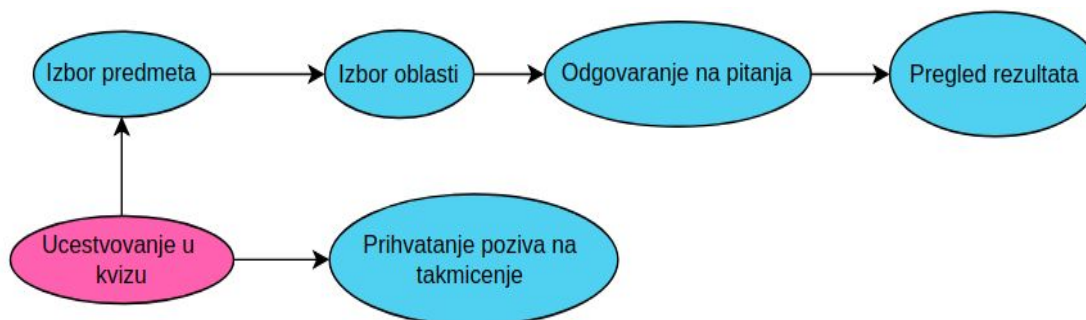 Izbor predmeta
Izbor oblasti
Odgovaranje na pitanja
Pregled rezultata
Ucestvovanje u
kvizu
Prihvatanje poziva na
takmicenje